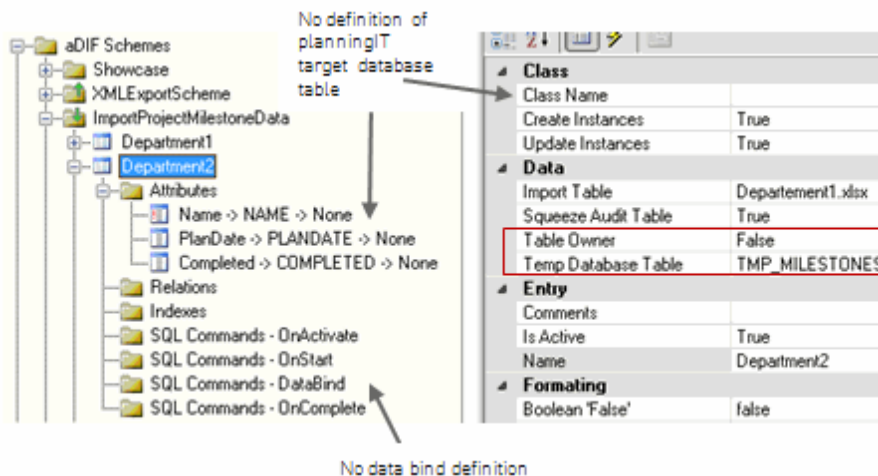 No definition of
planningIT
target database
table
aDIF Schemes
Showcase
XMLExportScheme
ImportProjectMilestoneData
Department1
Department2
Attributes
Name -> NAME -> None
PlanDate -> PLANDATE -> None
Completed -> COMPLETED -> None
Relations
Indexes
SQL Commands - OnActivate
SQL Commands - OnStart
SQL Commands - DataBind
SQL Commands - OnComplete
Class
Class Name
Create Instances True
Update Instances True
Data
Import Table Departement1.xlsx
Squeeze Audit Table True
Table Owner False
Temp Database Table TMP_MILESTONES
Entry
Comments
Is Active True
Name Department2
Formating
Boolean 'False' false
No data bind definition